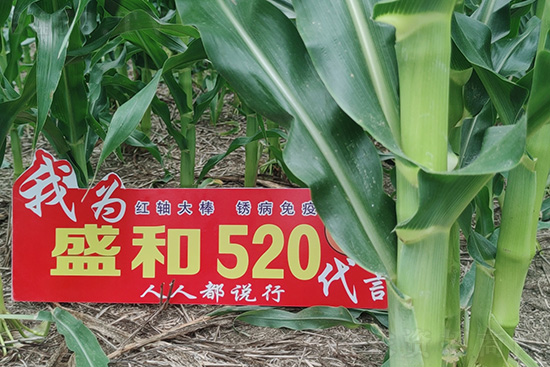 我为
红轴大棒 锈病免疫
盛和520
代言
人人都说行